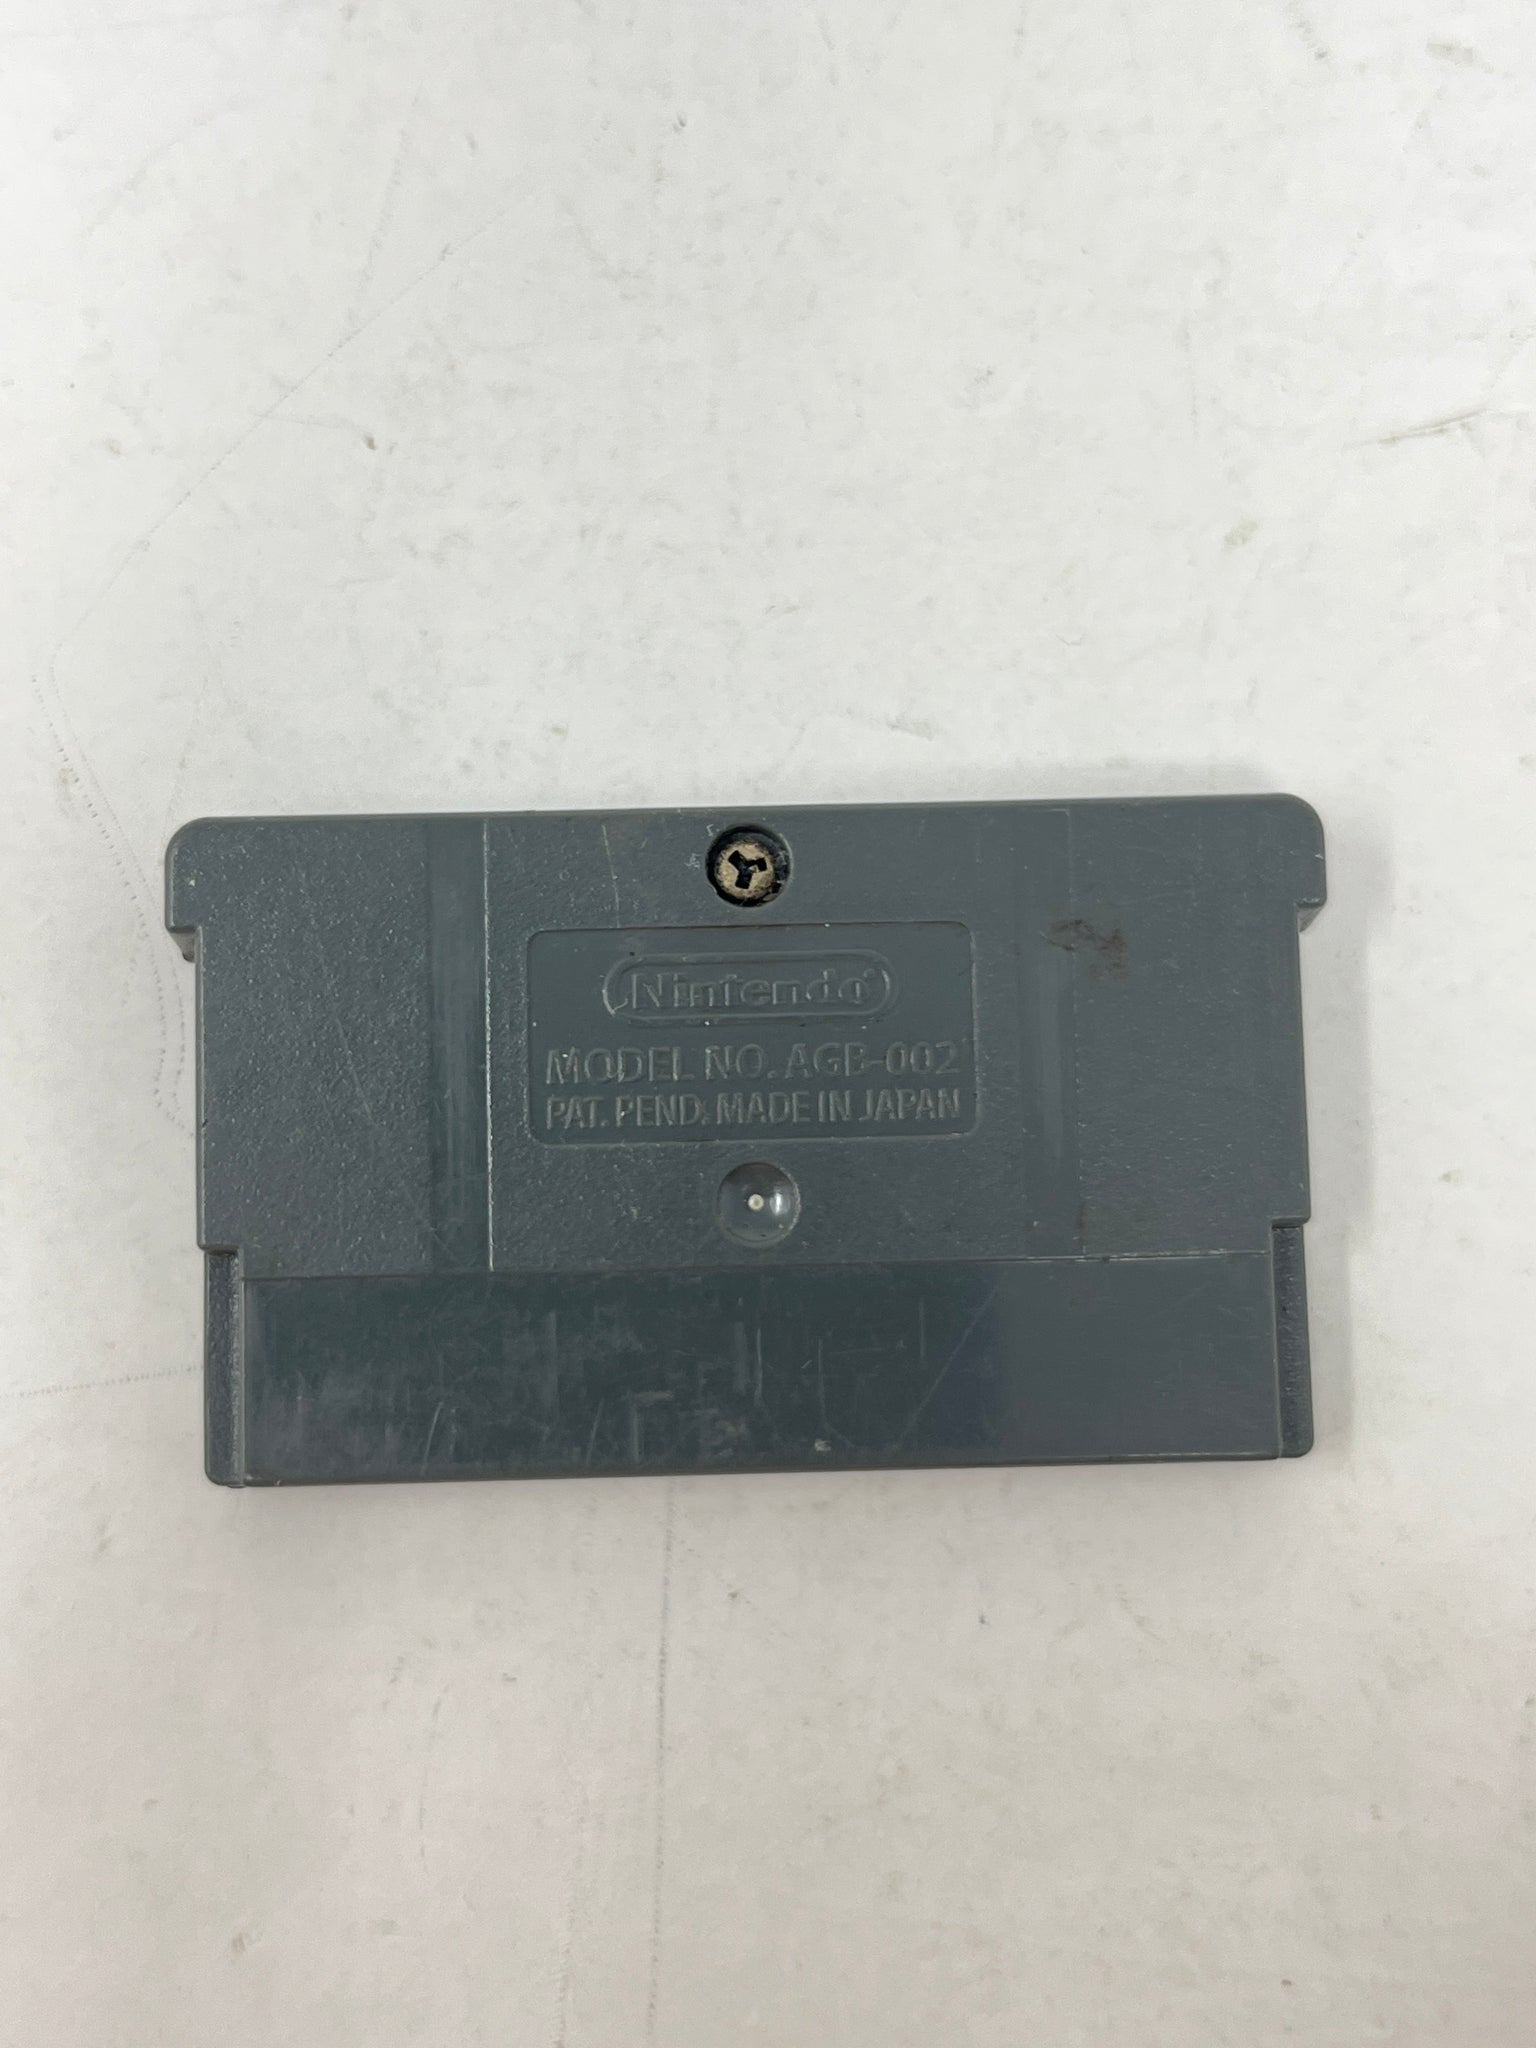 Nintendo®
MODEL NO. AGB-002
PAT. PEND. MADE IN JAPAN